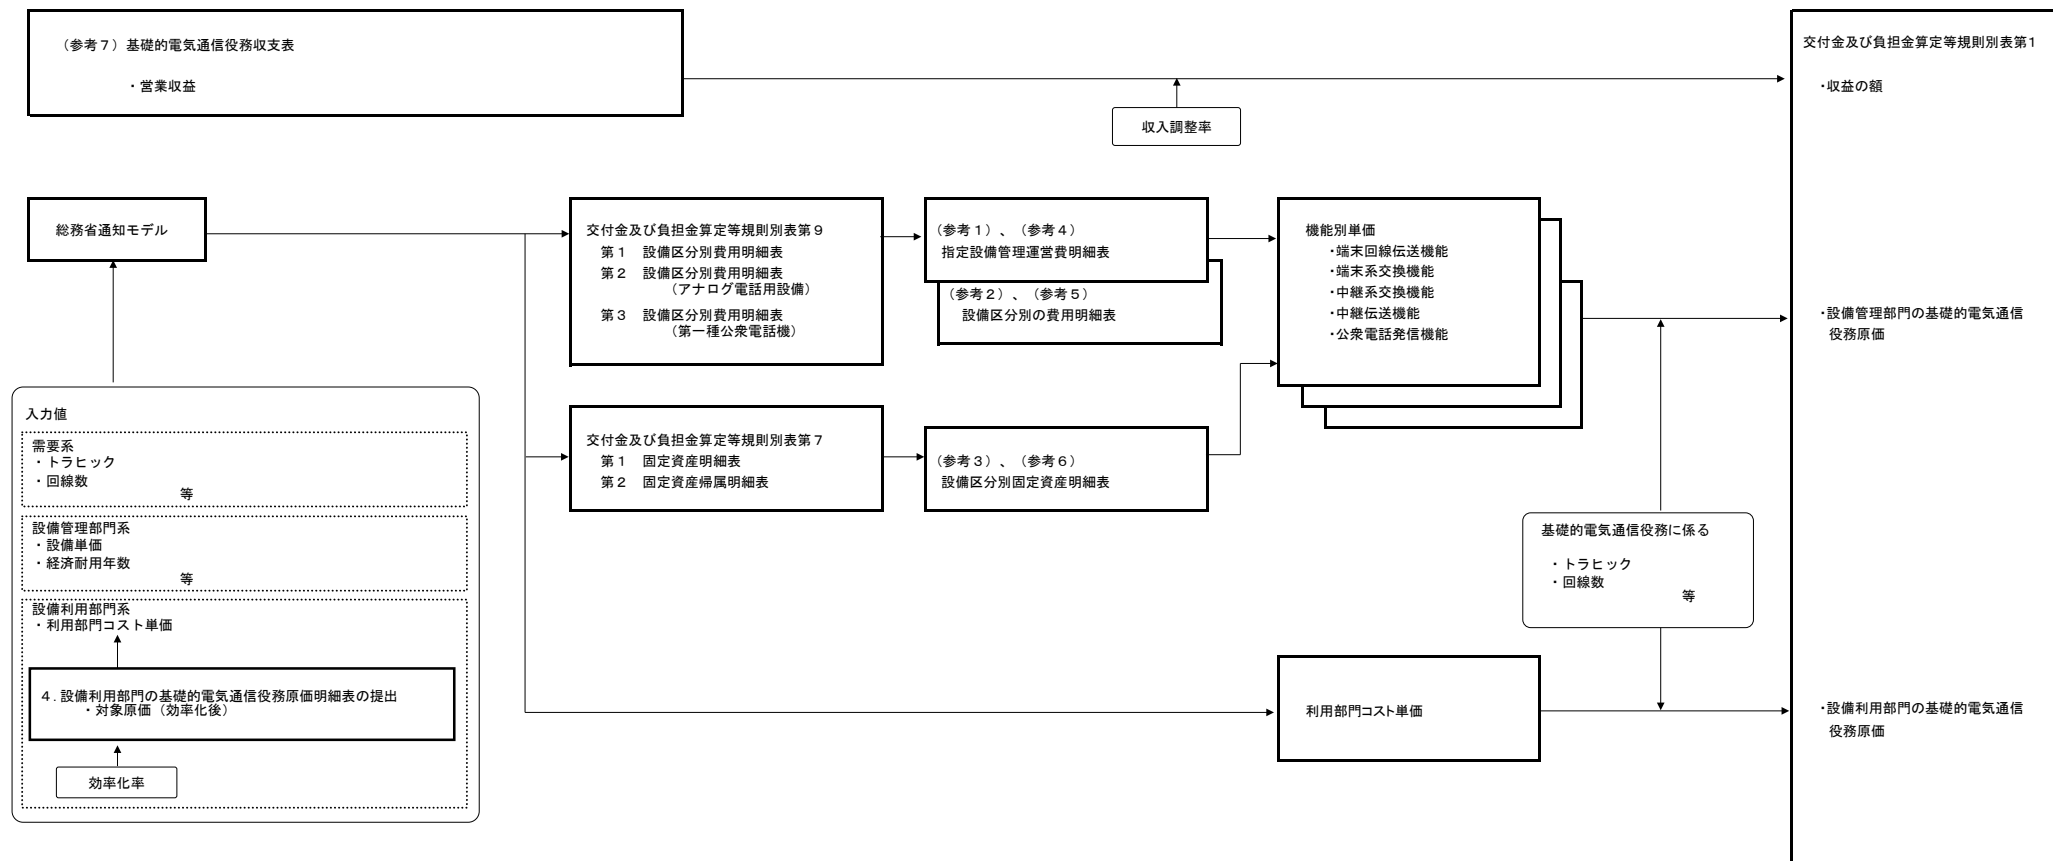 （参考７）基礎的電気通信役務収支表
・営業収益
収入調整率
交付金及び負担金算定等規則別表第1
・収益の額
・設備管理部門の基礎的電気通信
役務原価
・設備利用部門の基礎的電気通信
役務原価
総務省通知モデル
交付金及び負担金算定等規則別表第９
第１　設備区分別費用明細表
第２　設備区分別費用明細表
（アナログ電話用設備）
第３　設備区分別費用明細表
（第一種公衆電話機）
（参考１）、（参考４）
指定設備管理運営費明細表
（参考２）、（参考５）
設備区分別の費用明細表
機能別単価
・端末回線伝送機能
・端末系交換機能
・中継系交換機能
・中継伝送機能
・公衆電話発信機能
交付金及び負担金算定等規則別表第７
第１　固定資産明細表
第２　固定資産帰属明細表
（参考３）、（参考６）
設備区分別固定資産明細表
入力値
需要系
・トラヒック
・回線数
等
設備管理部門系
・設備単価
・経済耐用年数
等
設備利用部門系
・利用部門コスト単価
４.設備利用部門の基礎的電気通信役務原価明細表の提出
・対象原価（効率化後）
効率化率
基礎的電気通信役務に係る
・トラヒック
・回線数
等
利用部門コスト単価